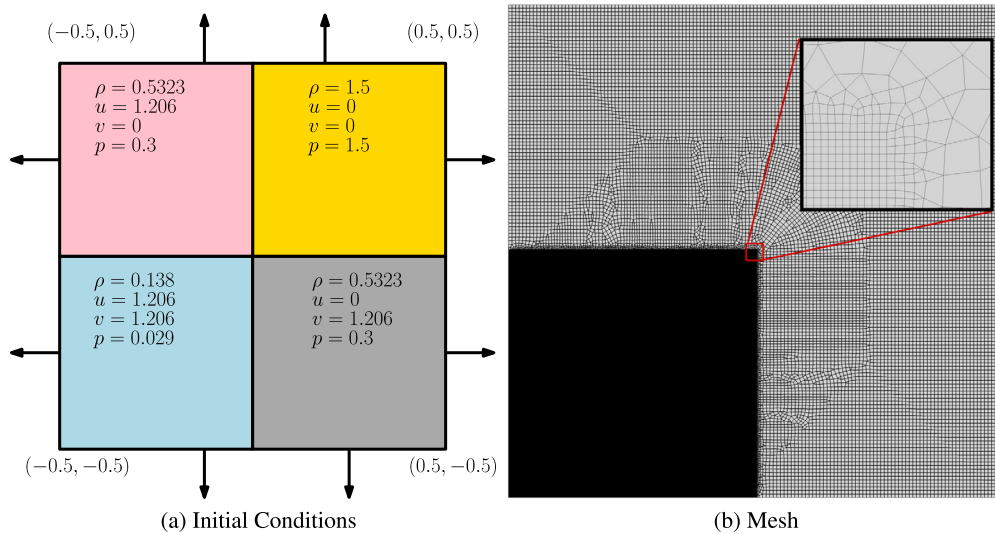 (−0.5, 0.5)
(0.5, 0.5)
ρ = 0.5323
u = 1.206
v = 0
p = 0.3
ρ = 1.5
u = 0
v = 0
p = 1.5
ρ = 0.138
u = 1.206
v = 1.206
p = 0.029
ρ = 0.5323
u = 0
v = 1.206
p = 0.3
(−0.5, −0.5)
(0.5, −0.5)
(a) Initial Conditions
(b) Mesh